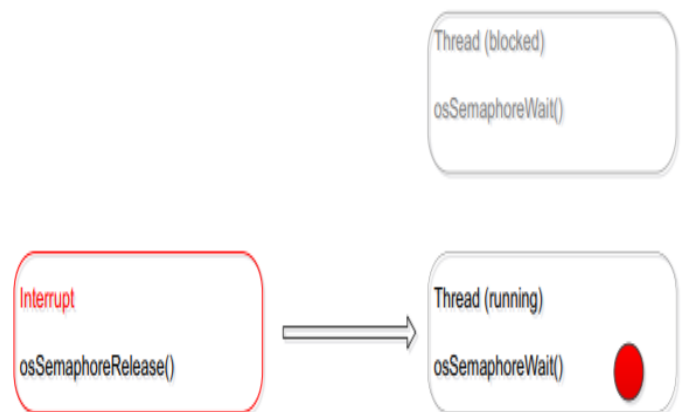 Thread (blocked)
osSemaphoreWait()
Interrupt
osSemaphoreRelease()
Thread (running)
osSemaphoreWait()